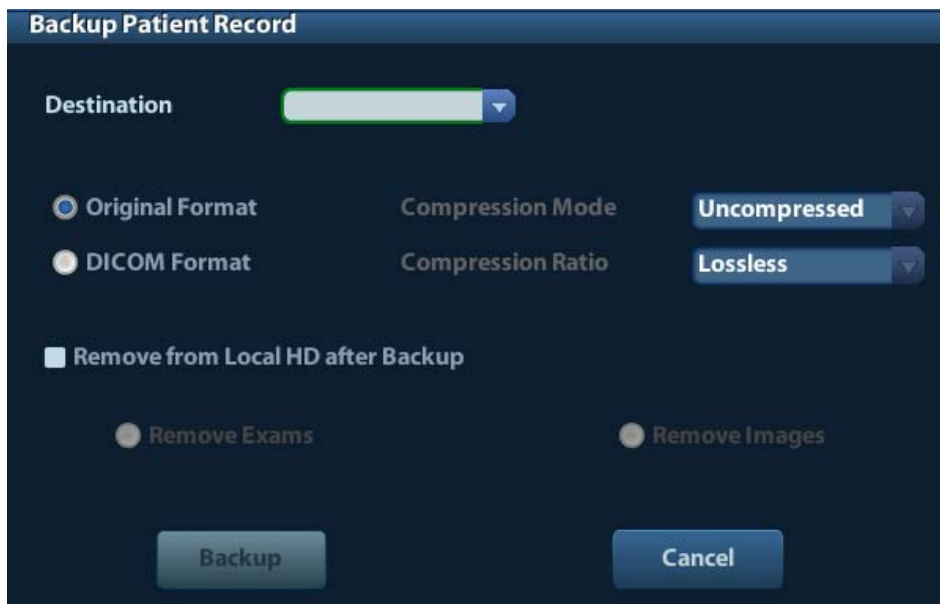 Backup Patient Record
Destination
Original Format Compression Mode Uncompressed
DICOM Format Compression Ratio Lossless
Remove from Local HD after Backup
Remove Exams Remove Images
Backup Cancel